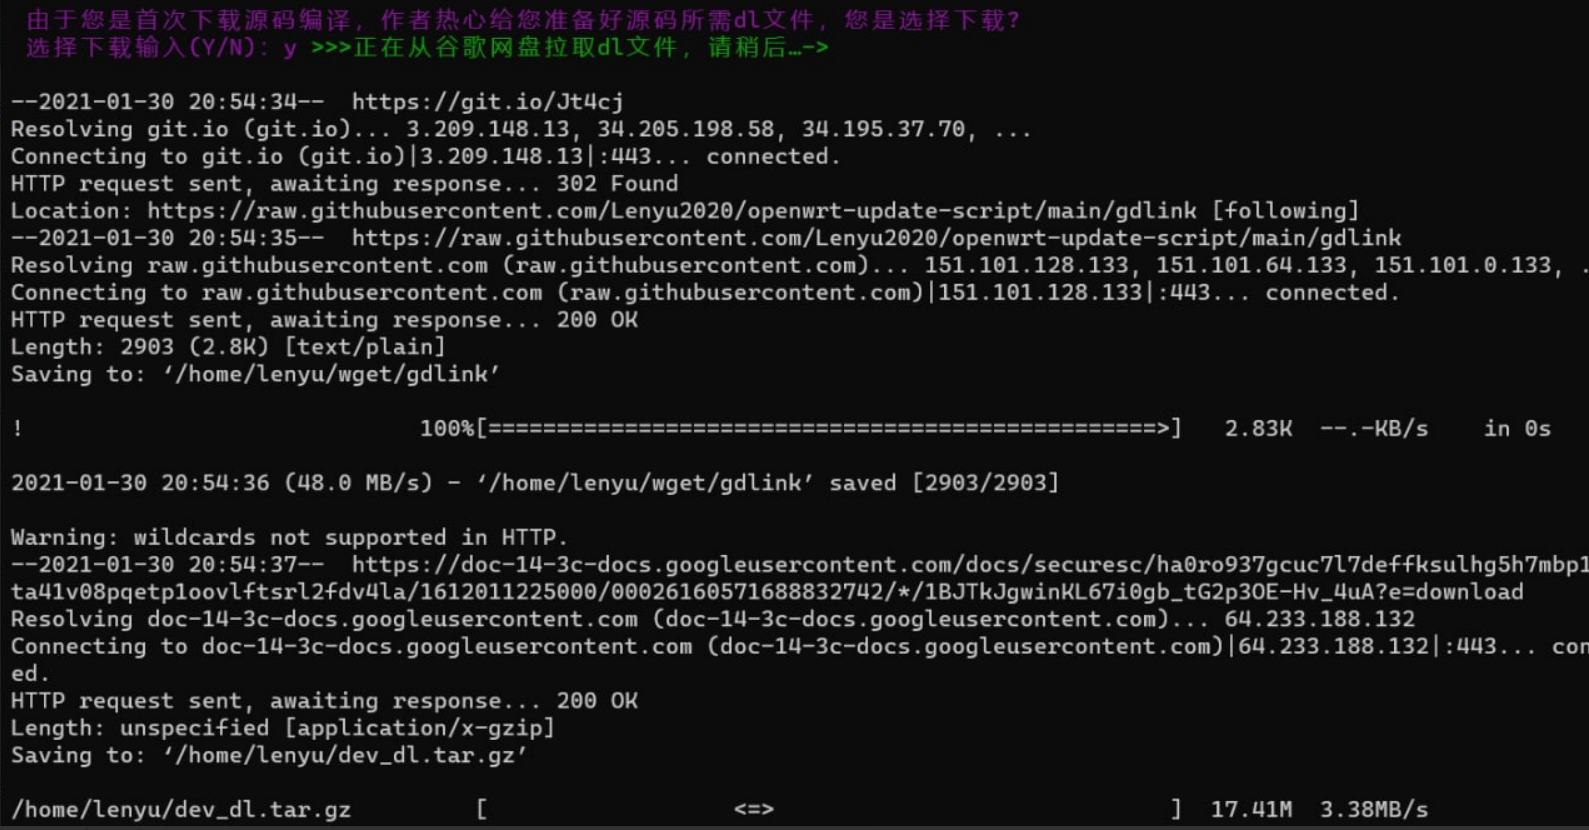 由于您是首次下载源码编译，作者热心给您准备好源码所需dl文件，您是选择下载?
选择下载输入(Y/N): y >>>正在从谷歌网盘拉取dl文件，请稍后…->
--2021-01-30 20:54:34--  https://git.io/Jt4cj
Resolving git.io (git.io)... 3.209.148.13, 34.205.198.58, 34.195.37.70, ...
Connecting to git.io (git.io)|3.209.148.13|:443... connected.
HTTP request sent, awaiting response... 302 Found
Location: https://raw.githubusercontent.com/Lenyu2020/openwrt-update-script/main/gdlink [following]
--2021-01-30 20:54:35--  https://raw.githubusercontent.com/Lenyu2020/openwrt-update-script/main/gdlink
Resolving raw.githubusercontent.com (raw.githubusercontent.com)... 151.101.128.133, 151.101.64.133, 151.101.0.133, .
Connecting to raw.githubusercontent.com (raw.githubusercontent.com)|151.101.128.133|:443... connected.
HTTP request sent, awaiting response... 200 OK
Length: 2903 (2.8K) [text/plain]
Saving to: ‘/home/lenyu/wget/gdlink’
! 100%[=================================================>] 2.83K --.-KB/s in 0s
2021-01-30 20:54:36 (48.0 MB/s) - ‘/home/lenyu/wget/gdlink’ saved [2903/2903]
Warning: wildcards not supported in HTTP.
--2021-01-30 20:54:37--  https://doc-14-3c-docs.googleusercontent.com/docs/securesc/ha0ro937gcuc7l7deffksulhg5h7mbp1
ta41v08pqetp1oovlftsrl2fdv4la/1612011225000/00026160571688832742/*/1BJTkJgwinKL67i0gb_tG2p3OE-Hv_4uA?e=download
Resolving doc-14-3c-docs.googleusercontent.com (doc-14-3c-docs.googleusercontent.com)... 64.233.188.132
Connecting to doc-14-3c-docs.googleusercontent.com (doc-14-3c-docs.googleusercontent.com)|64.233.188.132|:443... con
ed.
HTTP request sent, awaiting response... 200 OK
Length: unspecified [application/x-gzip]
Saving to: ‘/home/lenyu/dev_dl.tar.gz’
/home/lenyu/dev_dl.tar.gz [ <=> ] 17.41M 3.38MB/s